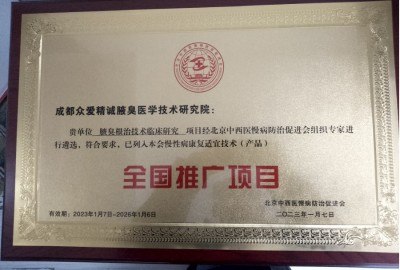 成都众爱精诚腋臭医学技术研究院：
贵单位 腋臭根治技术临床研究 项目经北京中西医慢病防治促进会组织专家进
行遴选，符合要求，已列入本会慢性病康复适宜技术（产品）
全国推广项目
北京中西医慢病防治促进会
有效期：2023年1月7日-2026年1月6日
二〇二三年一月七日